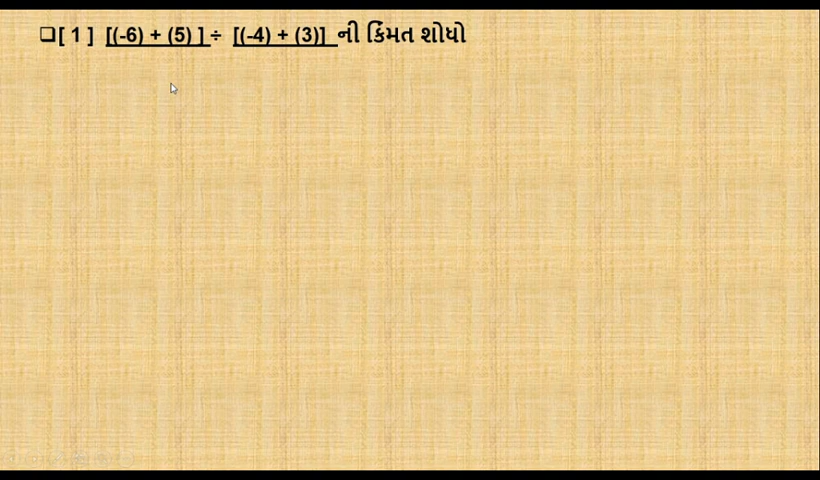 ❑[ 1 ] [(-6) + (5) ] ÷ [(-4) + (3)] ની કિંમત શોધો